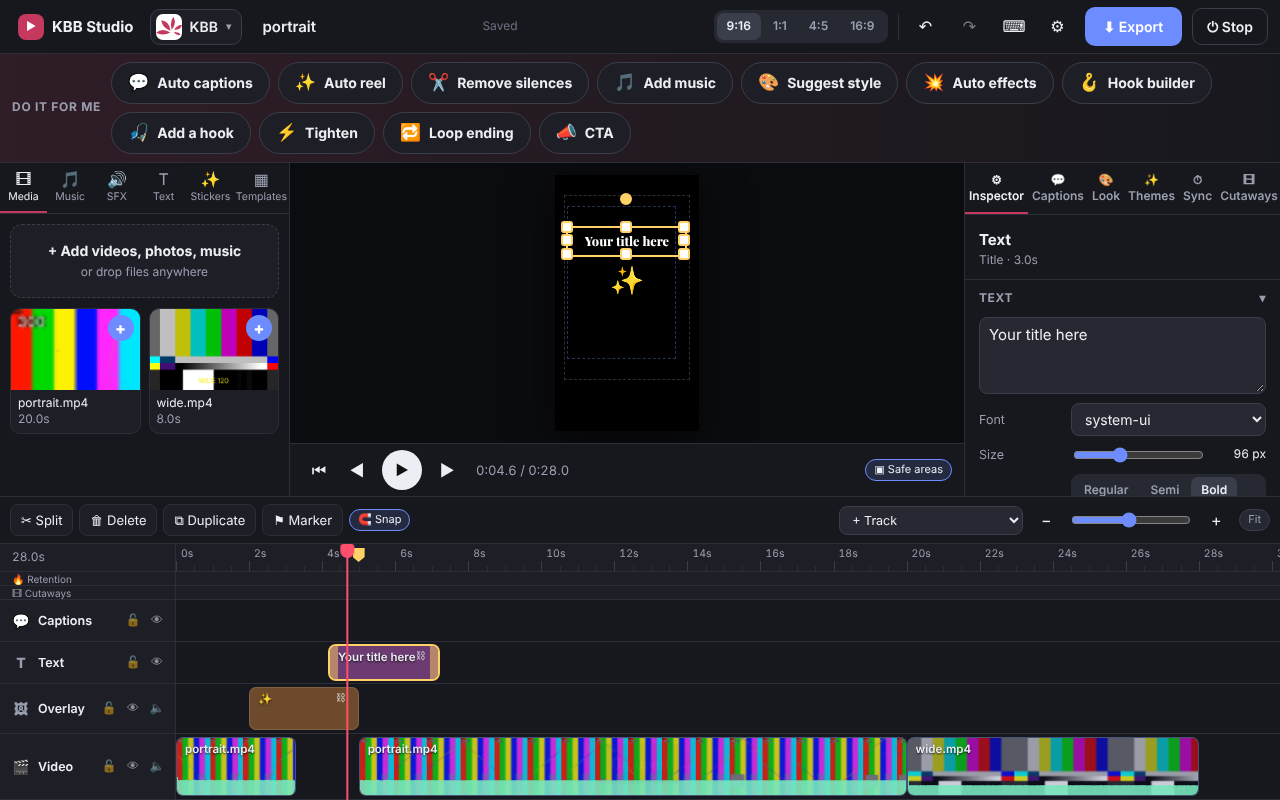 KBB Studio
KBB
portrait
Saved
9:16 1:1 4:5 16:9
Export
Stop
DO IT FOR ME
Auto captions
Auto reel
Remove silences
Add music
Suggest style
Auto effects
Hook builder
Add a hook
Tighten
Loop ending
CTA
Media Music SFX Text Stickers Templates
+ Add videos, photos, music
or drop files anywhere
portrait.mp4
20.0s
WIDE 120
wide.mp4
8.0s
Your title here
0:04.6 / 0:28.0
Safe areas
Inspector Captions Look Themes Sync Cutaways
Text
Title · 3.0s
TEXT
Your title here
Font system-ui
Size 96 px
Regular Semi Bold
Split Delete Duplicate Marker Snap
+ Track
− + Fit
28.0s
0s 2s 4s 6s 8s 10s 12s 14s 16s 18s 20s 22s 24s 26s 28s
Retention
Cutaways
Captions
T Text
Your title here
Overlay
Video
portrait.mp4
portrait.mp4
wide.mp4